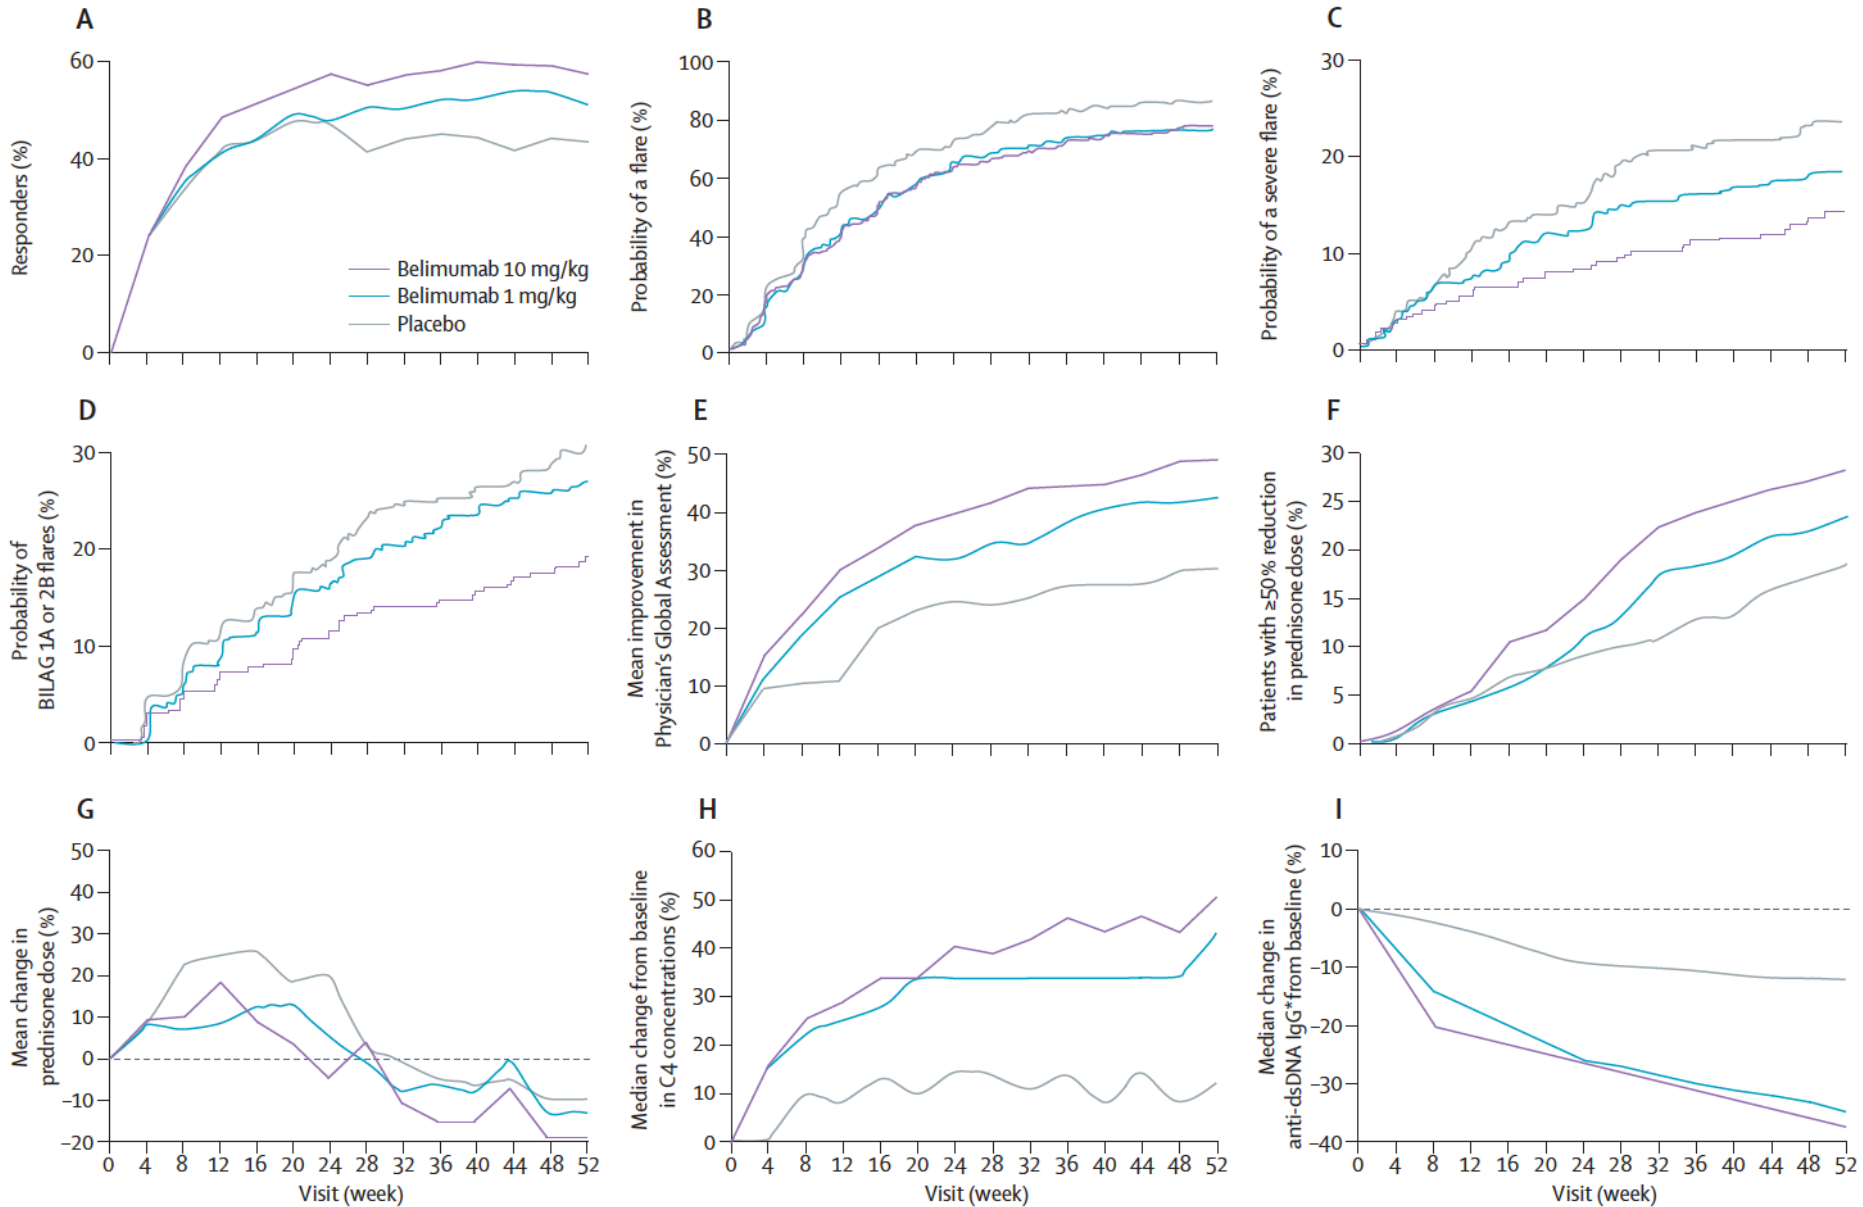 A
B
C
60
40
20
0
Responders (%)
Belimumab 10 mg/kg
Belimumab 1 mg/kg
Placebo
100
80
60
40
20
0
Probability of a flare (%)
30
20
10
0
Probability of a severe flare (%)
D
E
F
30
20
10
0
Probability of
BILAG 1A or 2B flares (%)
50
40
30
20
10
0
Mean improvement in
Physician's Global Assessment (%)
30
25
20
15
10
5
0
Patients with ≥50% reduction
in prednisone dose (%)
G
H
I
50
40
30
20
10
0
–10
–20
Mean change in
prednisone dose (%)
0 4 8 12 16 20 24 28 32 36 40 44 48 52
Visit (week)
60
50
40
30
20
10
0
Median change from baseline
in C4 concentrations (%)
0 4 8 12 16 20 24 28 32 36 40 44 48 52
Visit (week)
10
0
–10
–20
–30
–40
Median change in
anti-dsDNA IgG* from baseline (%)
0 4 8 12 16 20 24 28 32 36 40 44 48 52
Visit (week)